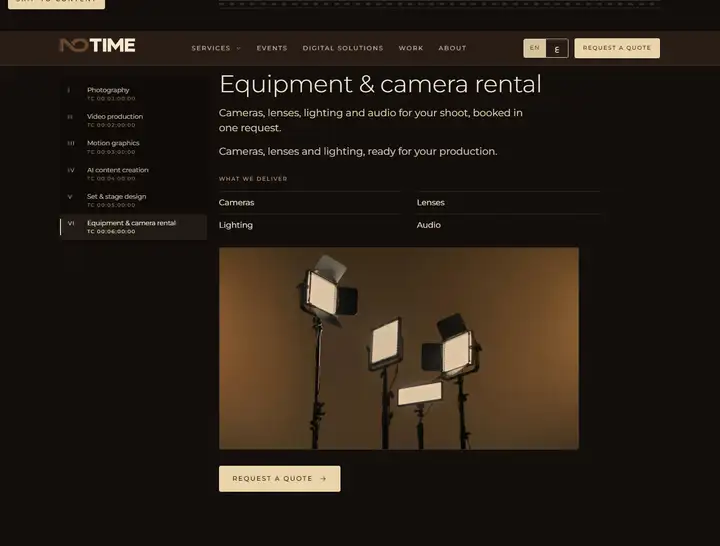 NOTIME
SERVICES
EVENTS
DIGITAL SOLUTIONS
WORK
ABOUT
EN
E
REQUEST A QUOTE
I Photography
TC 00:01:00:00
II Video production
TC 00:02:00:00
III Motion graphics
TC 00:03:00:00
IV AI content creation
TC 00:04:00:00
V Set & stage design
TC 00:05:00:00
VI Equipment & camera rental
TC 00:06:00:00
Equipment & camera rental
Cameras, lenses, lighting and audio for your shoot, booked in
one request.
Cameras, lenses and lighting, ready for your production.
WHAT WE DELIVER
Cameras
Lenses
Lighting
Audio
REQUEST A QUOTE →